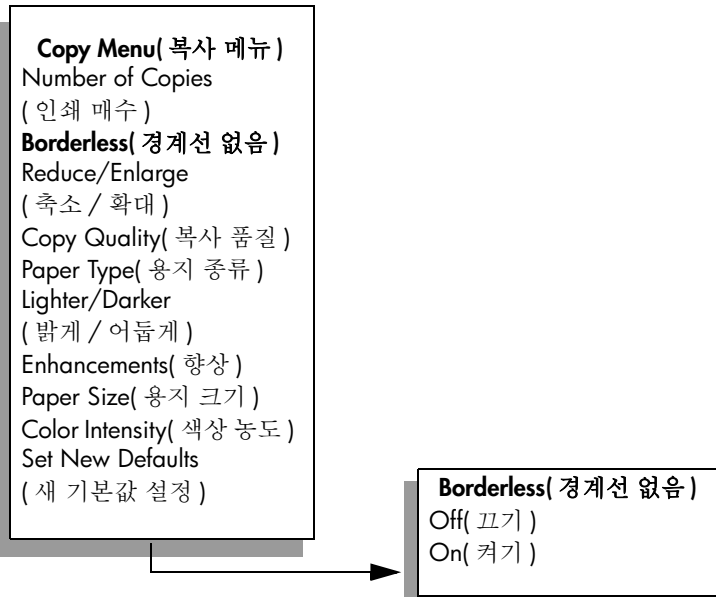 Copy Menu( 복사 메뉴 )
Number of Copies
( 인쇄 매수 )
Borderless( 경계선 없음 )
Reduce/Enlarge
( 축소 / 확대 )
Copy Quality( 복사 품질 )
Paper Type( 용지 종류 )
Lighter/Darker
( 밝게 / 어둡게 )
Enhancements( 향상 )
Paper Size( 용지 크기 )
Color Intensity( 색상 농도 )
Set New Defaults
( 새 기본값 설정 )
Borderless( 경계선 없음 )
Off( 끄기 )
On( 켜기 )